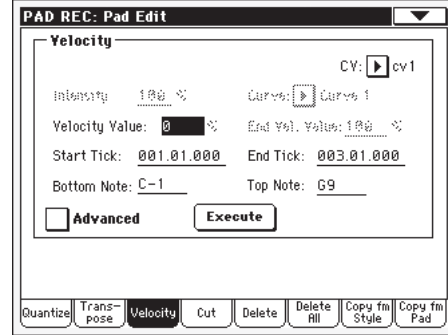 PAD REC: Pad Edit
Velocity
CV: cv1
Intensity 100 % Curve: Curve 1
Velocity Value: 0 % End Vel. Value: 100 %
Start Tick: 001.01.000 End Tick: 003.01.000
Bottom Note: C-1 Top Note: G9
Advanced Execute
Quantize Trans-pose Velocity Cut Delete Delete All Copy fm Style Copy fm Pad